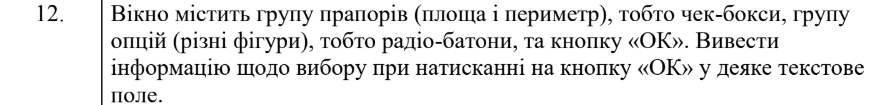 12. Вікно містить групу прапорів (площа і периметр), тобто чек-бокси, групу
опцій (різні фігури), тобто радіо-батони, та кнопку «ОК». Вивести
інформацію щодо вибору при натисканні на кнопку «ОК» у деяке текстове
поле.